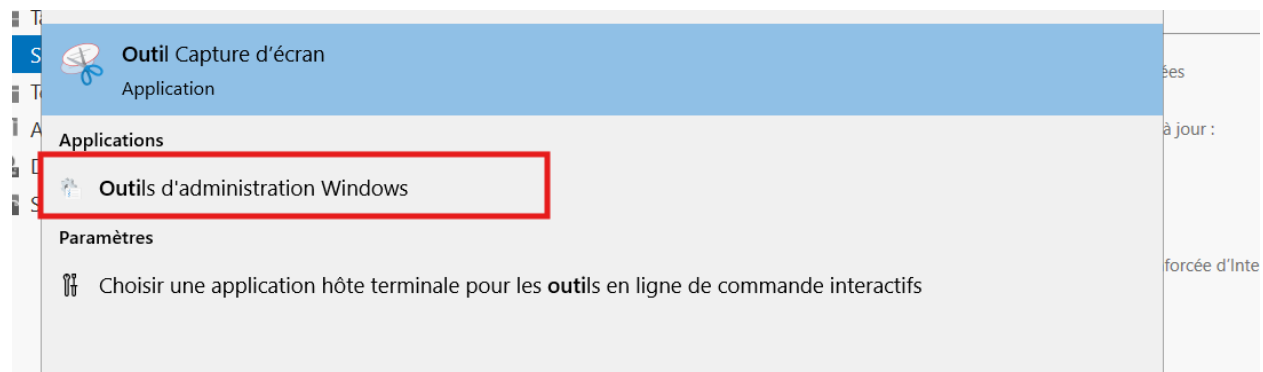 Outil Capture d’écran
Application
ées
Applications
à jour :
Outils d'administration Windows
Paramètres
forcée d’Inte
Choisir une application hôte terminale pour les outils en ligne de commande interactifs